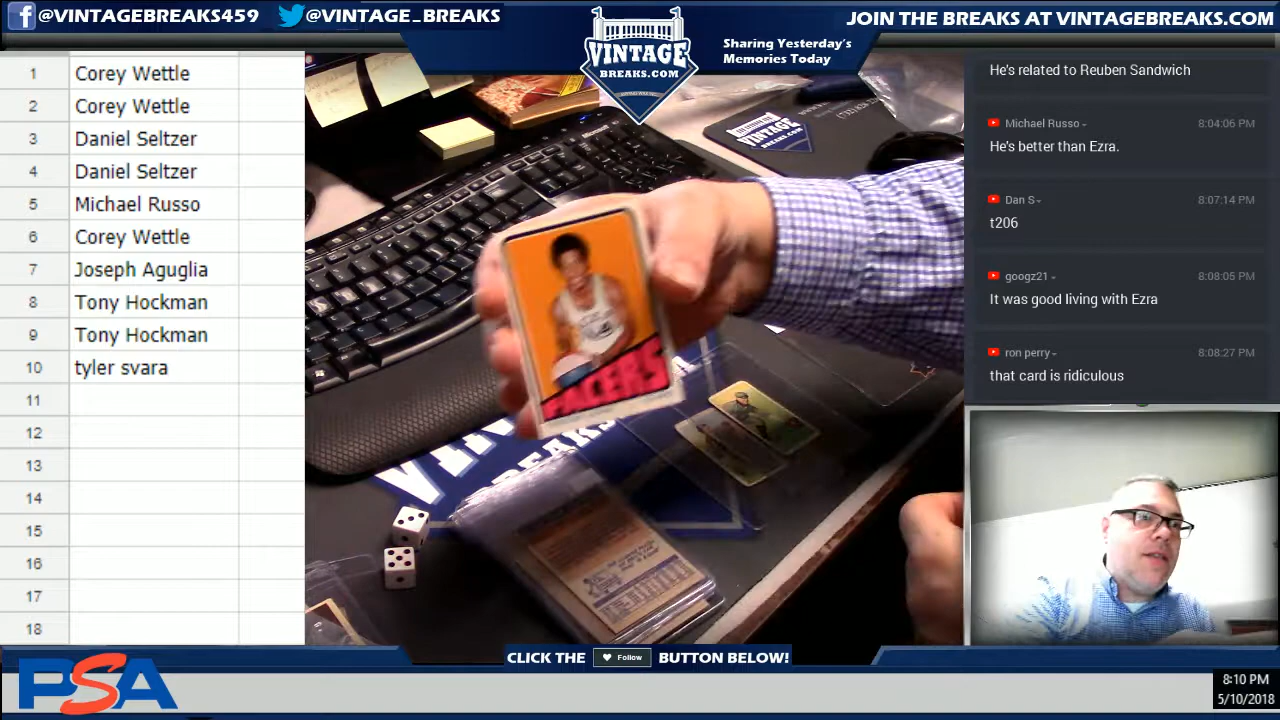 @VINTAGEBREAKS459
@VINTAGE_BREAKS
VINTAGE
BREAKS.COM
Sharing Yesterday's
Memories Today
JOIN THE BREAKS AT VINTAGEBREAKS.COM
1 Corey Wettle
2 Corey Wettle
3 Daniel Seltzer
4 Daniel Seltzer
5 Michael Russo
6 Corey Wettle
7 Joseph Aguglia
8 Tony Hockman
9 Tony Hockman
10 tyler svara
11
12
13
14
15
16
17
18
Microsoft
VINTAGE
PACERS
BREAKS
He's related to Reuben Sandwich
Michael Russo 8:04:06 PM
He's better than Ezra.
Dan S 8:07:14 PM
t206
googz21 8:08:05 PM
It was good living with Ezra
ron perry 8:08:27 PM
that card is ridiculous
CLICK THE Follow BUTTON BELOW!
PSA
8:10 PM
5/10/2018